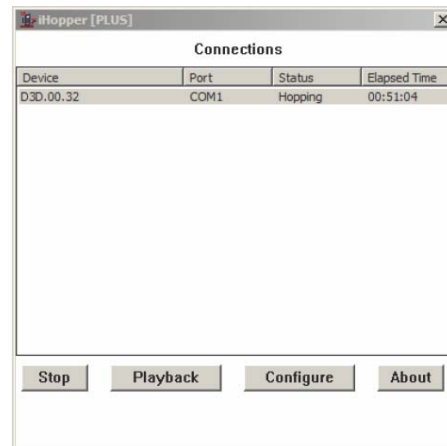 iHopper [PLUS]
Connections
Device Port Status Elapsed Time
D3D.00.32 COM1 Hopping 00:51:04
Stop Playback Configure About